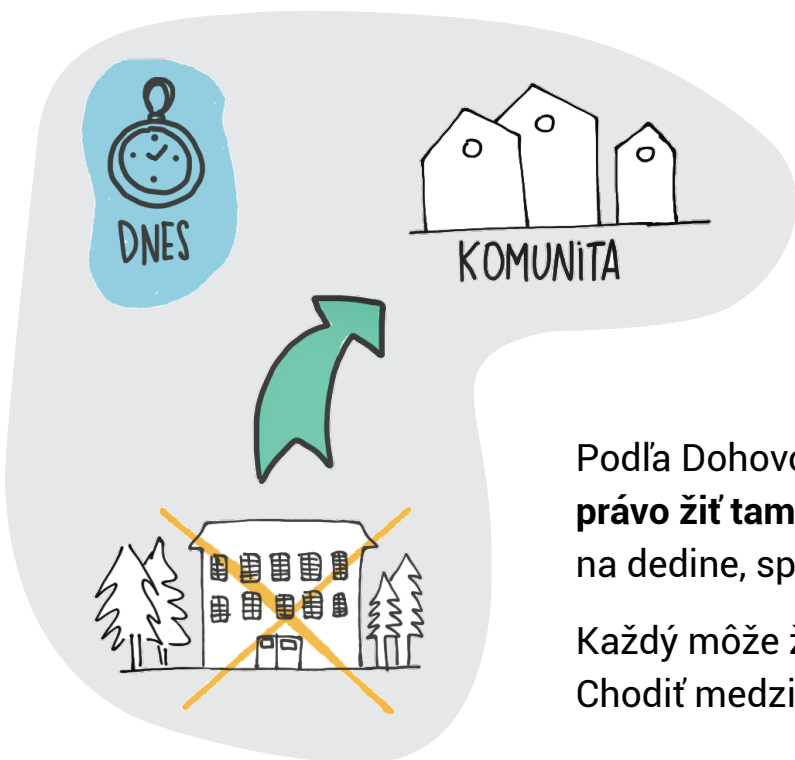 DNES
KOMUNITA
Podľa Dohovo
právo žiť tam
na dedine, sp
Každý môže ž
Chodiť medzi